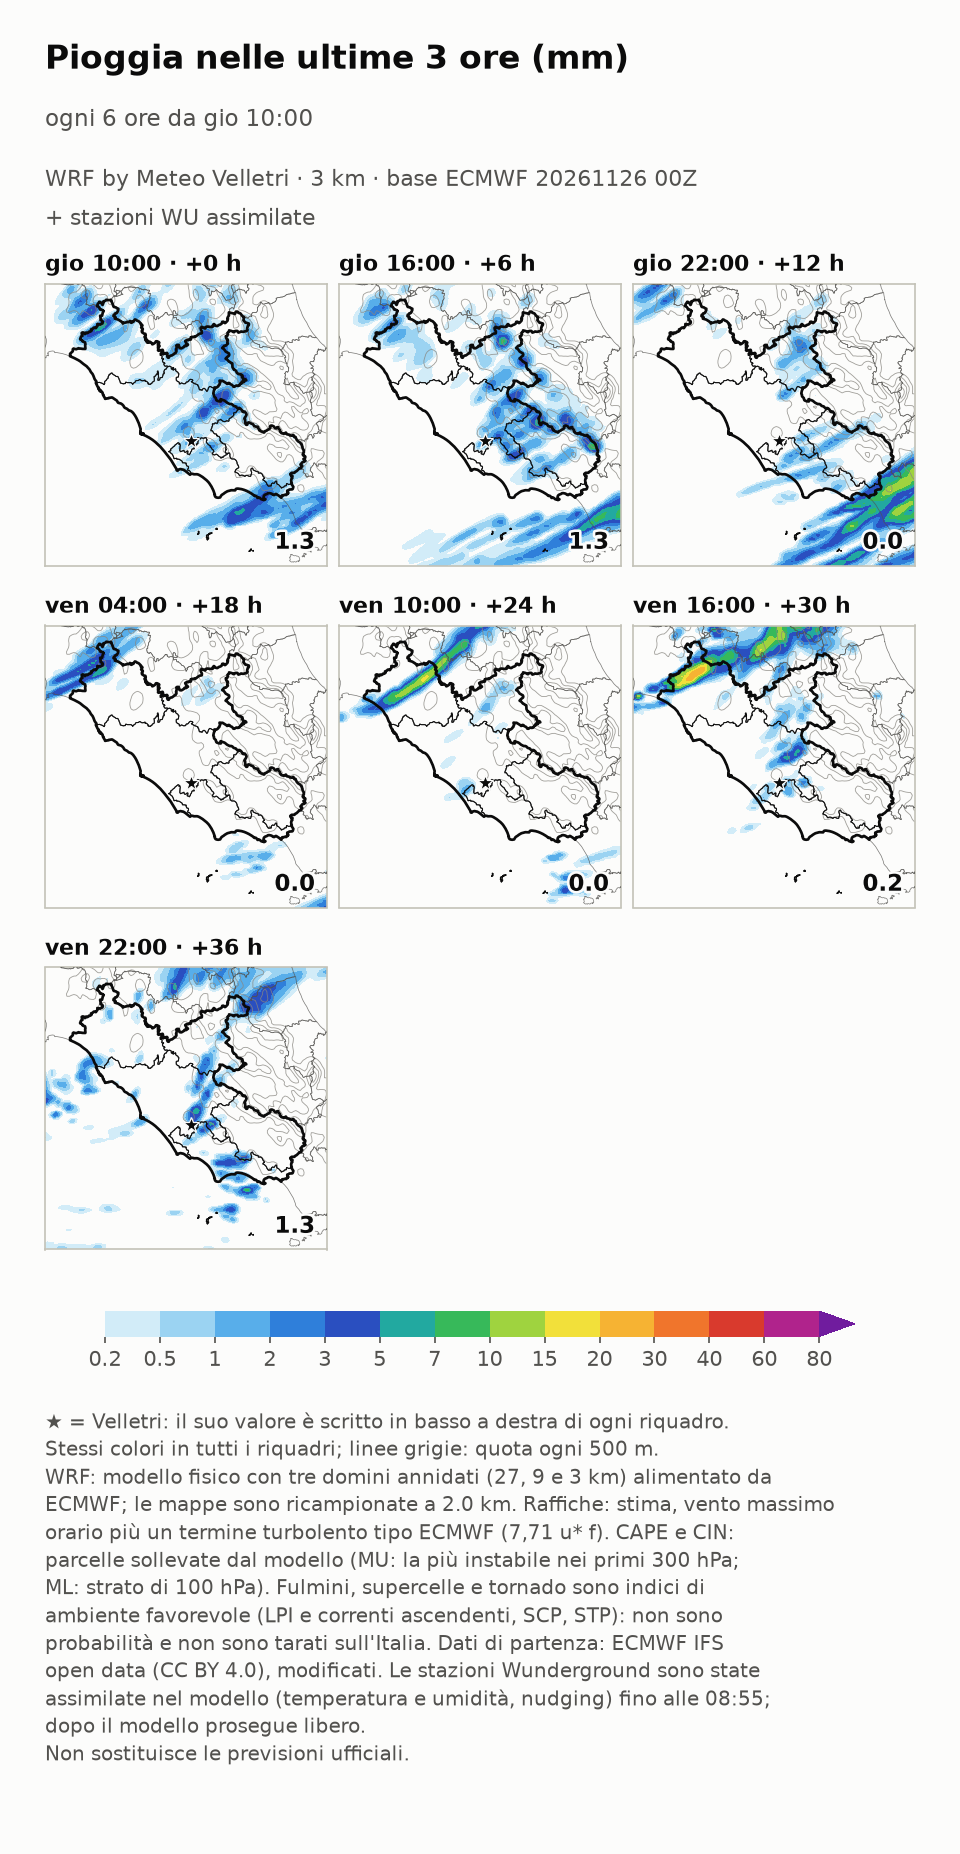 Pioggia nelle ultime 3 ore (mm)
ogni 6 ore da gio 10:00
WRF by Meteo Velletri · 3 km · base ECMWF 20261126 00Z
+ stazioni WU assimilate
gio 10:00 · +0 h
gio 16:00 · +6 h
gio 22:00 · +12 h
1.3
1.3
0.0
ven 04:00 · +18 h
ven 10:00 · +24 h
ven 16:00 · +30 h
0.0
0.0
0.2
ven 22:00 · +36 h
1.3
0.2 0.5 1 2 3 5 7 10 15 20 30 40 60 80
★ = Velletri: il suo valore è scritto in basso a destra di ogni riquadro.
Stessi colori in tutti i riquadri; linee grigie: quota ogni 500 m.
WRF: modello fisico con tre domini annidati (27, 9 e 3 km) alimentato da
ECMWF; le mappe sono ricampionate a 2.0 km. Raffiche: stima, vento massimo
orario più un termine turbolento tipo ECMWF (7,71 u* f). CAPE e CIN:
parcelle sollevate dal modello (MU: la più instabile nei primi 300 hPa;
ML: strato di 100 hPa). Fulmini, supercelle e tornado sono indici di
ambiente favorevole (LPI e correnti ascendenti, SCP, STP): non sono
probabilità e non sono tarati sull'Italia. Dati di partenza: ECMWF IFS
open data (CC BY 4.0), modificati. Le stazioni Wunderground sono state
assimilate nel modello (temperatura e umidità, nudging) fino alle 08:55;
dopo il modello prosegue libero.
Non sostituisce le previsioni ufficiali.